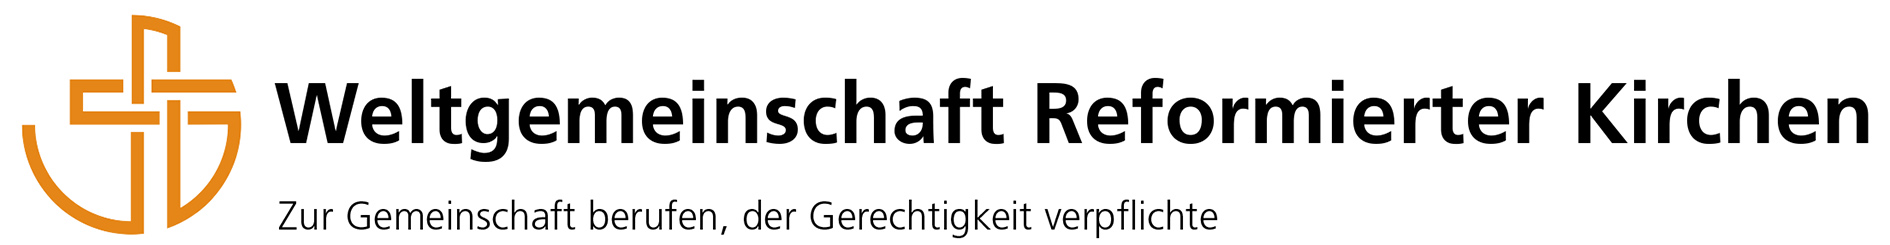 Weltgemeinschaft Reformierter Kirchen
Zur Gemeinschaft berufen, der Gerechtigkeit verpflichte